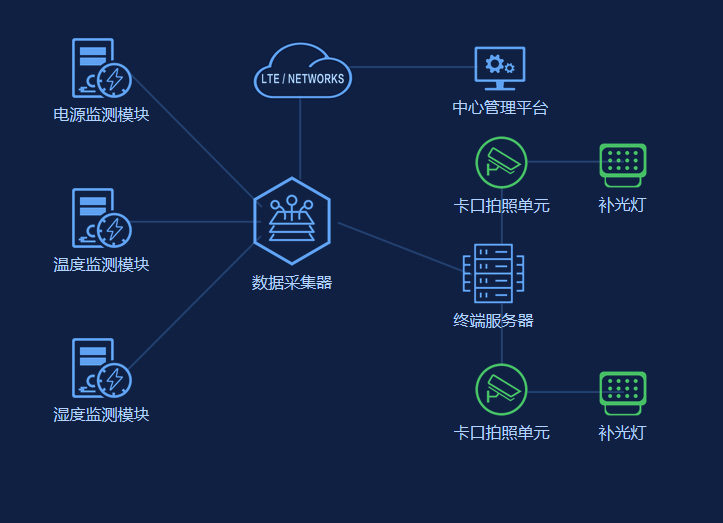 LTE / NETWORKS
电源监测模块
中心管理平台
卡口拍照单元
补光灯
温度监测模块
数据采集器
终端服务器
湿度监测模块
卡口拍照单元
补光灯